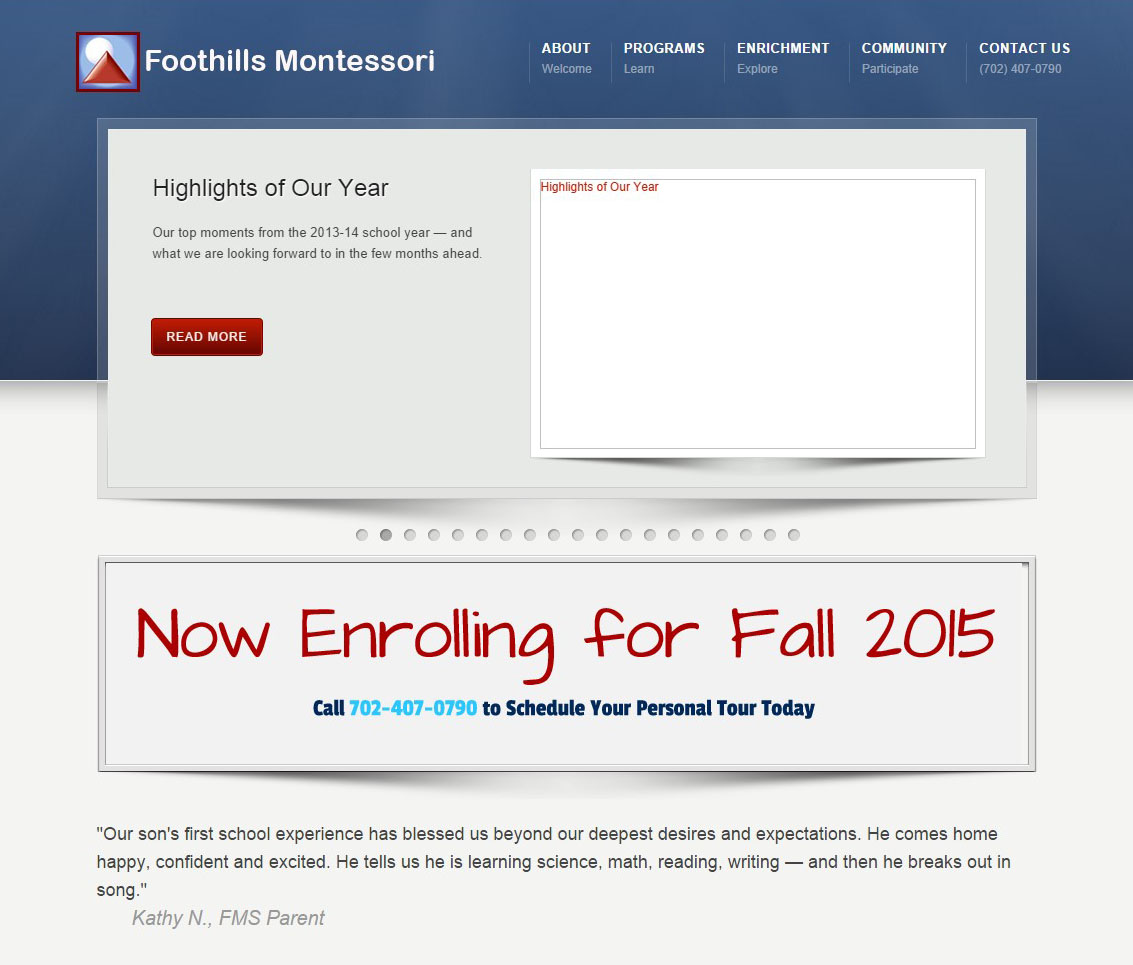 Foothills Montessori
ABOUT
Welcome
PROGRAMS
Learn
ENRICHMENT
Explore
COMMUNITY
Participate
CONTACT US
(702) 407-0790
Highlights of Our Year
Our top moments from the 2013-14 school year — and
what we are looking forward to in the few months ahead.
READ MORE
Highlights of Our Year
Now Enrolling for Fall 2015
Call 702-407-0790 to Schedule Your Personal Tour Today
"Our son's first school experience has blessed us beyond our deepest desires and expectations. He comes home
happy, confident and excited. He tells us he is learning science, math, reading, writing — and then he breaks out in
song."
Kathy N., FMS Parent